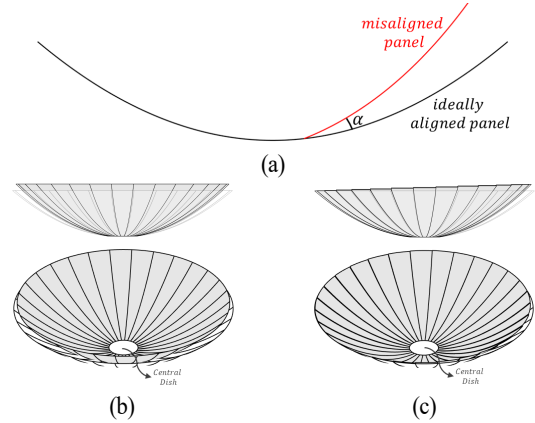 misaligned
panel
α
ideally
aligned panel
(a)
Central
Dish
Central
Dish
(b)
(c)